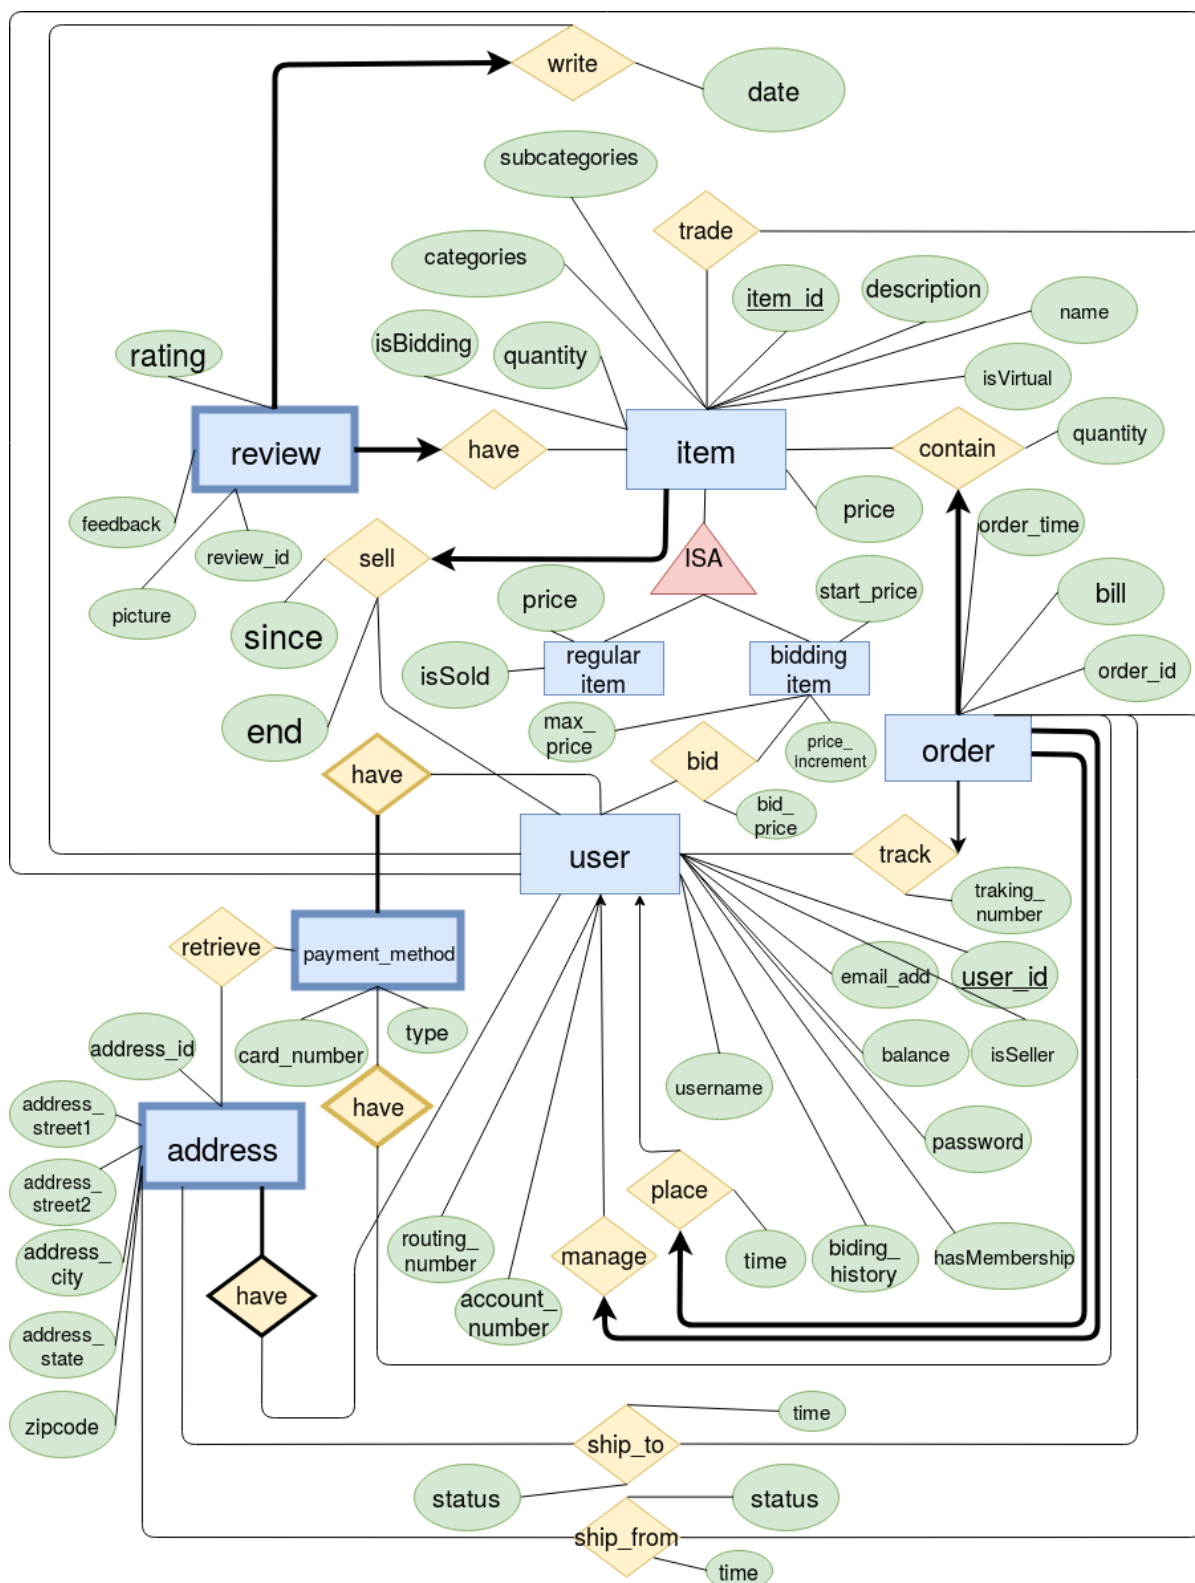 write
date
subcategories
trade
categories
item_id
description
name
isBidding
quantity
rating
isVirtual
review
have
item
contain
quantity
feedback
review_id
sell
price
order_time
ISA
picture
since
price
start_price
bill
isSold
regular
item
bidding
item
order_id
end
max_
price
bid
price_
increment
order
have
bid_
price
user
track
traking_
number
retrieve
payment_method
email_add
user_id
address_id
card_number
type
balance
isSeller
username
address_
street1
have
address
password
address_
street2
place
address_
city
have
routing_
number
manage
time
biding_
history
hasMembership
account_
number
address_
state
zipcode
time
ship_to
status
status
ship_from
time